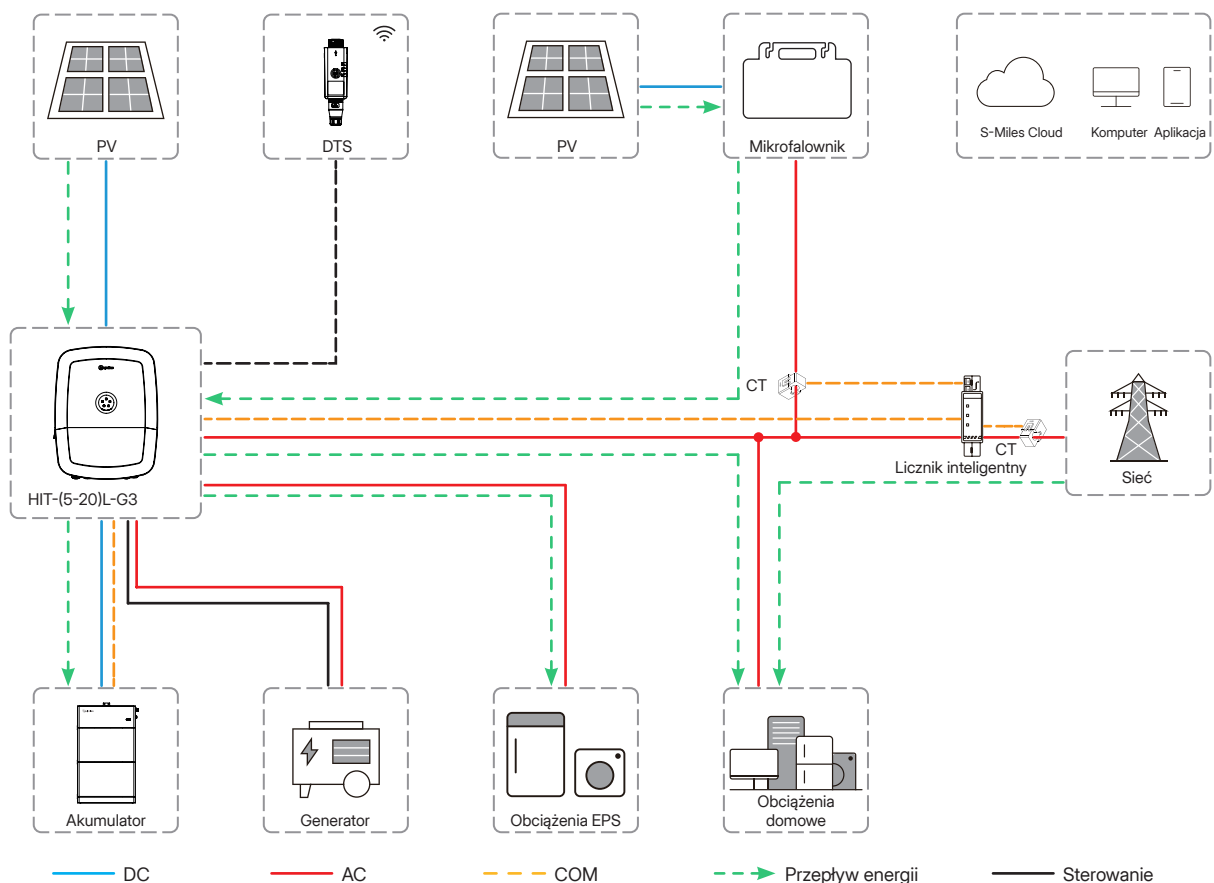 PV
DTS
PV
Mikrofalownik
S-Miles Cloud
Komputer
Aplikacja
CT
CT
Licznik inteligentny
Sieć
HIT-(5-20)L-G3
Akumulator
Generator
Obciążenia EPS
Obciążenia
domowe
DC
AC
COM
Przepływ energii
Sterowanie